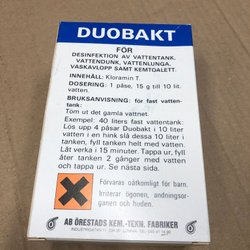 DUOBAKT
FÖR
DESINFEKTION AV VATTENTANK,
VATTENDUNK, VATTENLUNGA,
VASKAVLOPP SAMT KEMTOALETT.
INNEHÅLL: Kloramin T.
DOSERING: 1 påse, 15 g till 10 lit.
vatten.
BRUKSANVISNING: för fast vatten-
tank:
Töm ut det gamla vattnet.
Exempel: 40 liters fast vattentank.
Lös upp 4 påsar Duobakt i 10 liter
vatten i en hink slå dessa 10 liter i
tanken, fyll tanken helt med vatten.
Låt verka i 15 minuter. Tappa ur, fyll
åter tanken 2 gånger med vatten
och tappa ur. Se nästa sida.
Förvaras oåtkomligt för barn.
Irriterar ögonen, andningsor-
ganen och huden.
AB ÖRESTADS KEM.-TEKN. FABRIKER